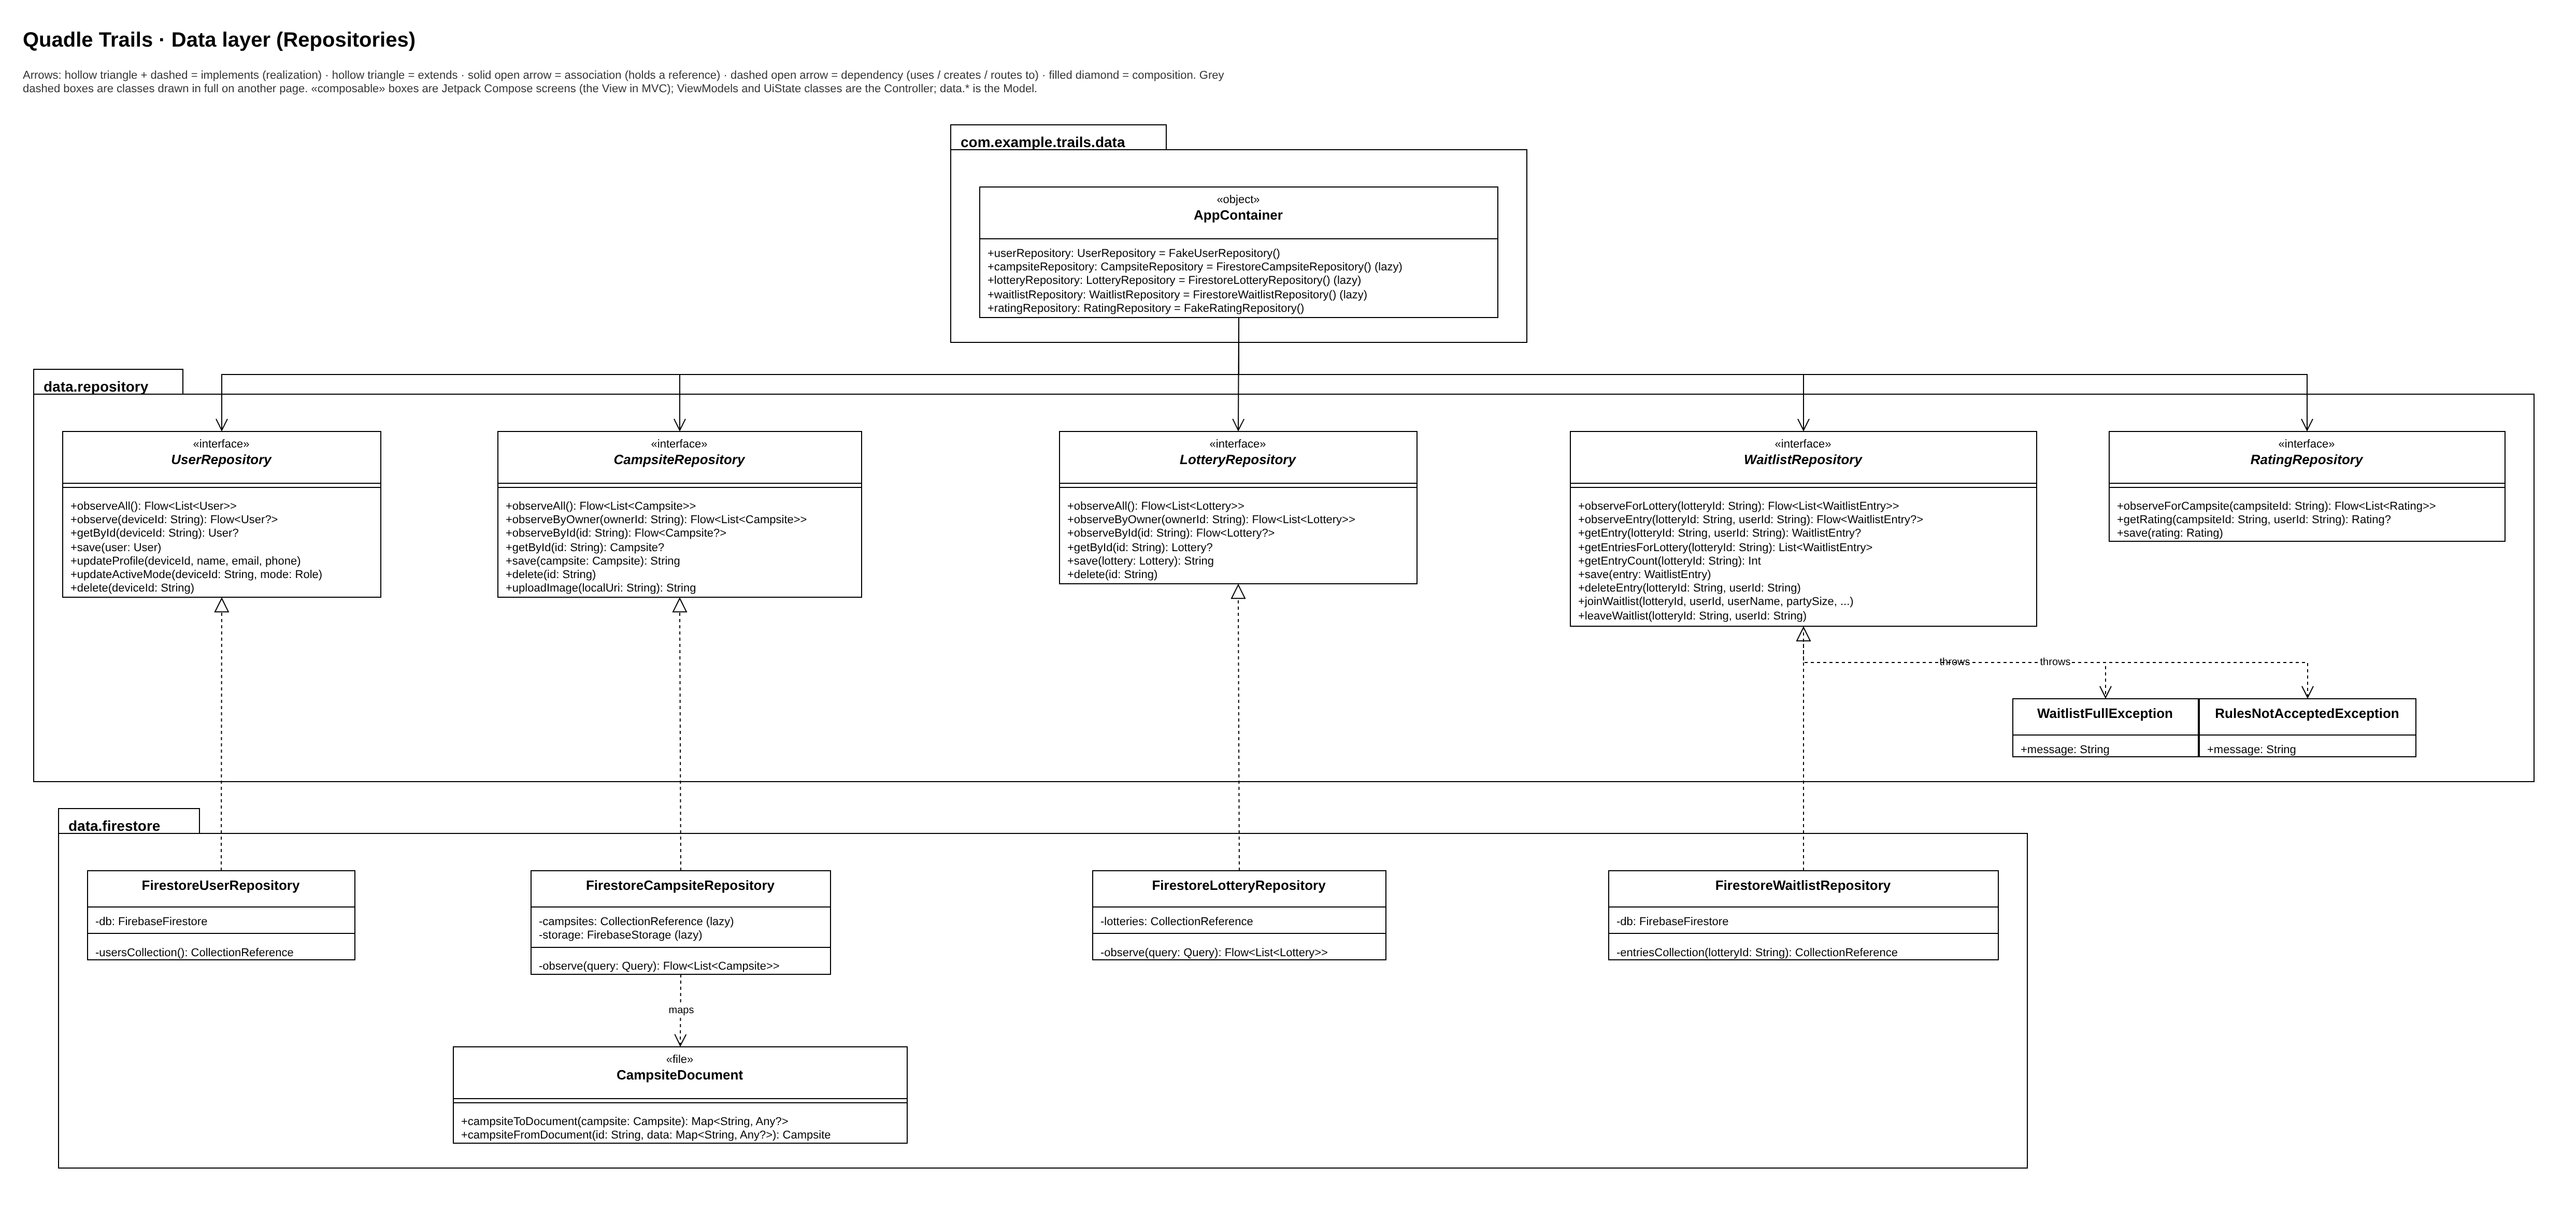 Quadle Trails · Data layer (Repositories)
Arrows: hollow triangle + dashed = implements (realization) · hollow triangle = extends · solid open arrow = association (holds a reference) · dashed open arrow = dependency (uses / creates / routes to) · filled diamond = composition. Grey
dashed boxes are classes drawn in full on another page. «composable» boxes are Jetpack Compose screens (the View in MVC); ViewModels and UiState classes are the Controller; data.* is the Model.
com.example.trails.data
«object»
AppContainer
+userRepository: UserRepository = FakeUserRepository()
+campsiteRepository: CampsiteRepository = FirestoreCampsiteRepository() (lazy)
+lotteryRepository: LotteryRepository = FirestoreLotteryRepository() (lazy)
+waitlistRepository: WaitlistRepository = FirestoreWaitlistRepository() (lazy)
+ratingRepository: RatingRepository = FakeRatingRepository()
data.repository
«interface»
UserRepository
+observeAll(): Flow<List<User>>
+observe(deviceId: String): Flow<User?>
+getById(deviceId: String): User?
+save(user: User)
+updateProfile(deviceId, name, email, phone)
+updateActiveMode(deviceId: String, mode: Role)
+delete(deviceId: String)
«interface»
CampsiteRepository
+observeAll(): Flow<List<Campsite>>
+observeByOwner(ownerId: String): Flow<List<Campsite>>
+observeById(id: String): Flow<Campsite?>
+getById(id: String): Campsite?
+save(campsite: Campsite): String
+delete(id: String)
+uploadImage(localUri: String): String
«interface»
LotteryRepository
+observeAll(): Flow<List<Lottery>>
+observeByOwner(ownerId: String): Flow<List<Lottery>>
+observeById(id: String): Flow<Lottery?>
+getById(id: String): Lottery?
+save(lottery: Lottery): String
+delete(id: String)
«interface»
WaitlistRepository
+observeForLottery(lotteryId: String): Flow<List<WaitlistEntry>>
+observeEntry(lotteryId: String, userId: String): Flow<WaitlistEntry?>
+getEntry(lotteryId: String, userId: String): WaitlistEntry?
+getEntriesForLottery(lotteryId: String): List<WaitlistEntry>
+getEntryCount(lotteryId: String): Int
+save(entry: WaitlistEntry)
+deleteEntry(lotteryId: String, userId: String)
+joinWaitlist(lotteryId, userId, userName, partySize, ...)
+leaveWaitlist(lotteryId: String, userId: String)
«interface»
RatingRepository
+observeForCampsite(campsiteId: String): Flow<List<Rating>>
+getRating(campsiteId: String, userId: String): Rating?
+save(rating: Rating)
throws
throws
WaitlistFullException
+message: String
RulesNotAcceptedException
+message: String
data.firestore
FirestoreUserRepository
-db: FirebaseFirestore
-usersCollection(): CollectionReference
FirestoreCampsiteRepository
-campsites: CollectionReference (lazy)
-storage: FirebaseStorage (lazy)
-observe(query: Query): Flow<List<Campsite>>
FirestoreLotteryRepository
-lotteries: CollectionReference
-observe(query: Query): Flow<List<Lottery>>
FirestoreWaitlistRepository
-db: FirebaseFirestore
-entriesCollection(lotteryId: String): CollectionReference
maps
«file»
CampsiteDocument
+campsiteToDocument(campsite: Campsite): Map<String, Any?>
+campsiteFromDocument(id: String, data: Map<String, Any?>): Campsite